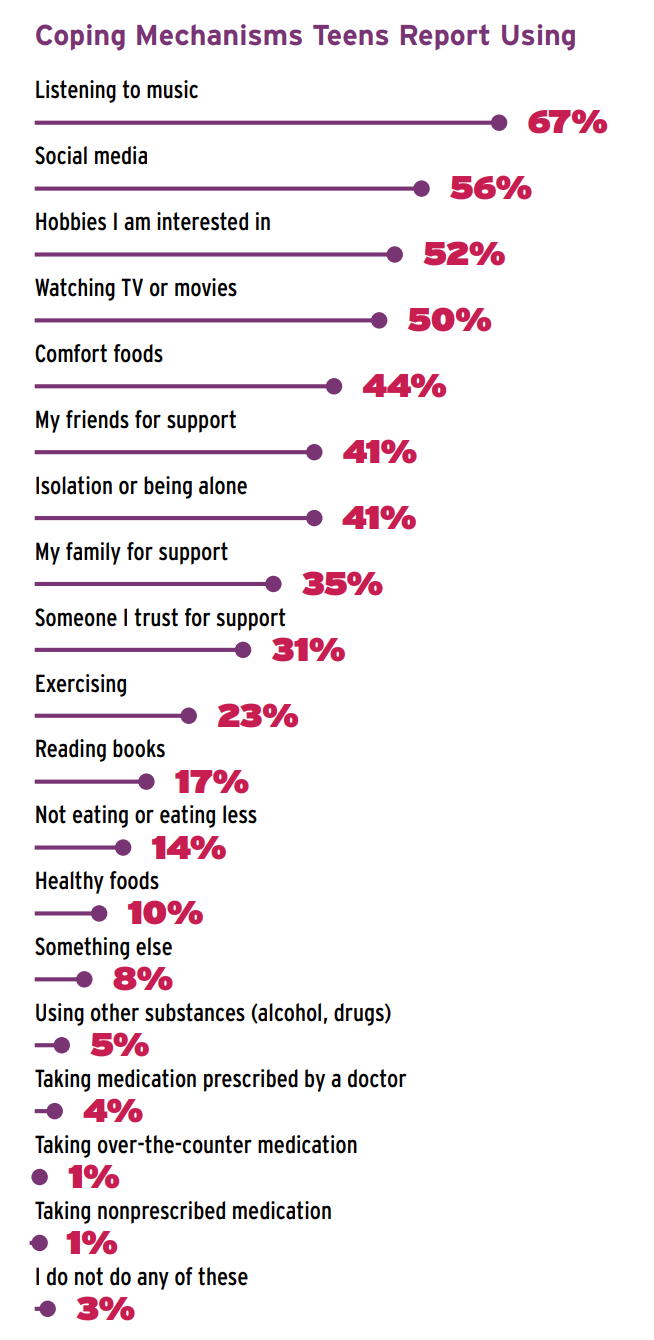 Coping Mechanisms Teens Report Using
Listening to music
67%
Social media
56%
Hobbies I am interested in
52%
Watching TV or movies
50%
Comfort foods
44%
My friends for support
41%
Isolation or being alone
41%
My family for support
35%
Someone I trust for support
31%
Exercising
23%
Reading books
17%
Not eating or eating less
14%
Healthy foods
10%
Something else
8%
Using other substances (alcohol, drugs)
5%
Taking medication prescribed by a doctor
4%
Taking over-the-counter medication
1%
Taking nonprescribed medication
1%
I do not do any of these
3%